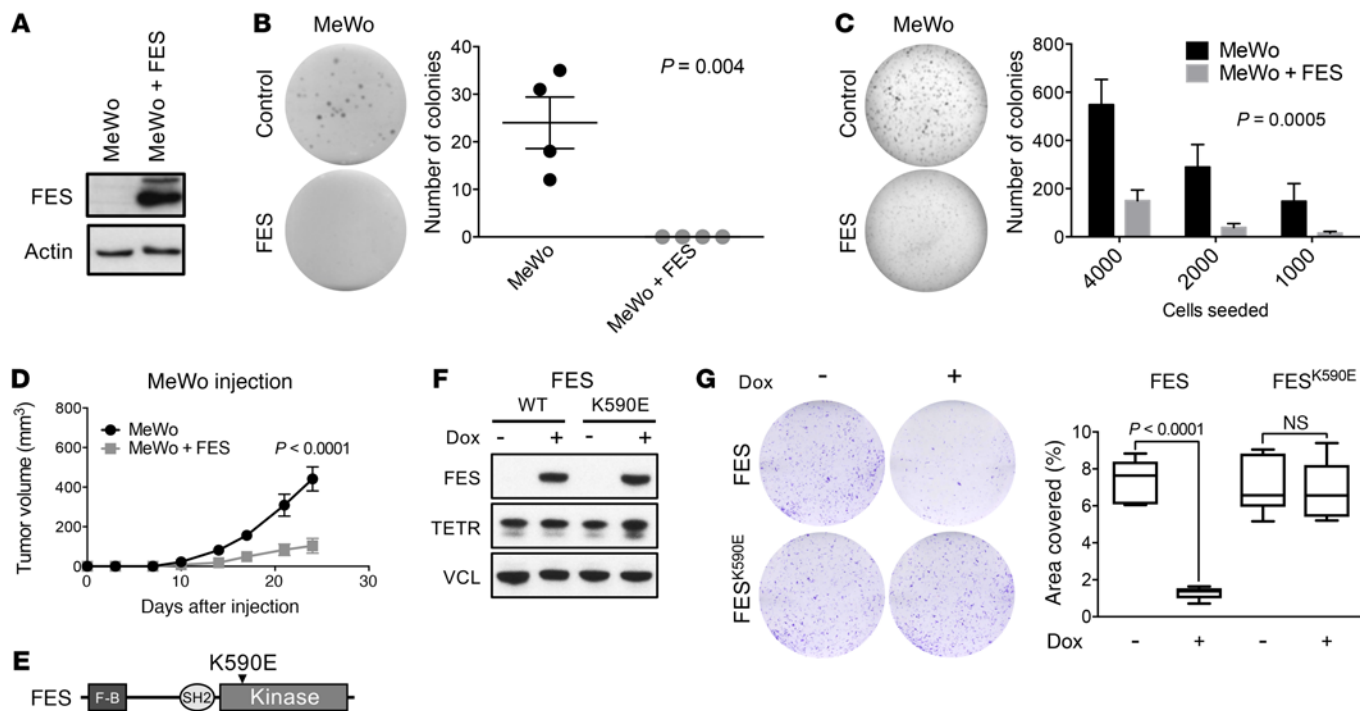 A
MeWo
MeWo + FES
FES
Actin
B
MeWo
Control
FES
Number of colonies
40
30
20
10
0
P = 0.004
MeWo
MeWo + FES
C
MeWo
Control
FES
Number of colonies
800
600
400
200
0
MeWo
MeWo + FES
P = 0.0005
4000
2000
1000
Cells seeded
D
MeWo injection
Tumor volume (mm³)
800
600
400
200
0
MeWo
MeWo + FES
P < 0.0001
0
10
20
30
Days after injection
E
K590E
FES
F-B
SH2
Kinase
F
FES
WT
K590E
Dox
-
+
-
+
FES
TETR
VCL
G
Dox
-
+
FES
FESK590E
FES
FESK590E
Area covered (%)
10
8
6
4
2
0
P < 0.0001
NS
Dox
-
+
-
+